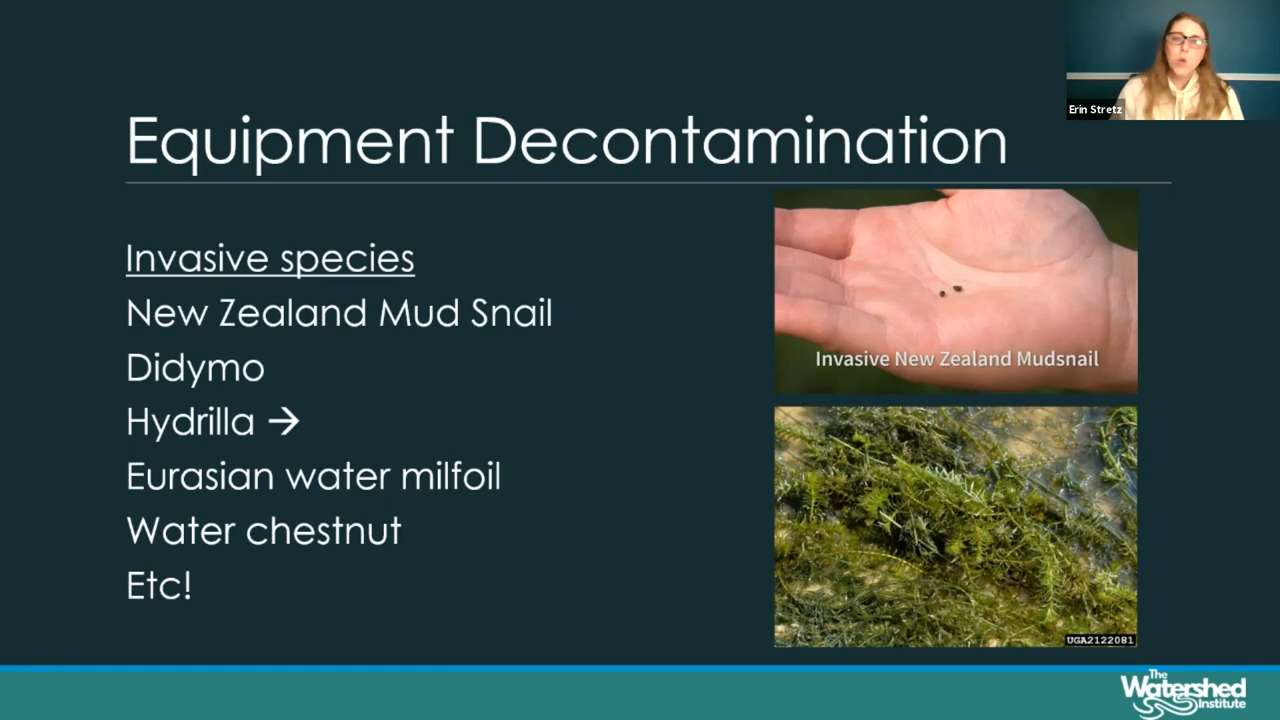 Erin Stretz
Equipment Decontamination
Invasive species
New Zealand Mud Snail
Didymo
Hydrilla →
Eurasian water milfoil
Water chestnut
Etc!
Invasive New Zealand Mudsnail
UGA2122081
The
Watershed
Institute